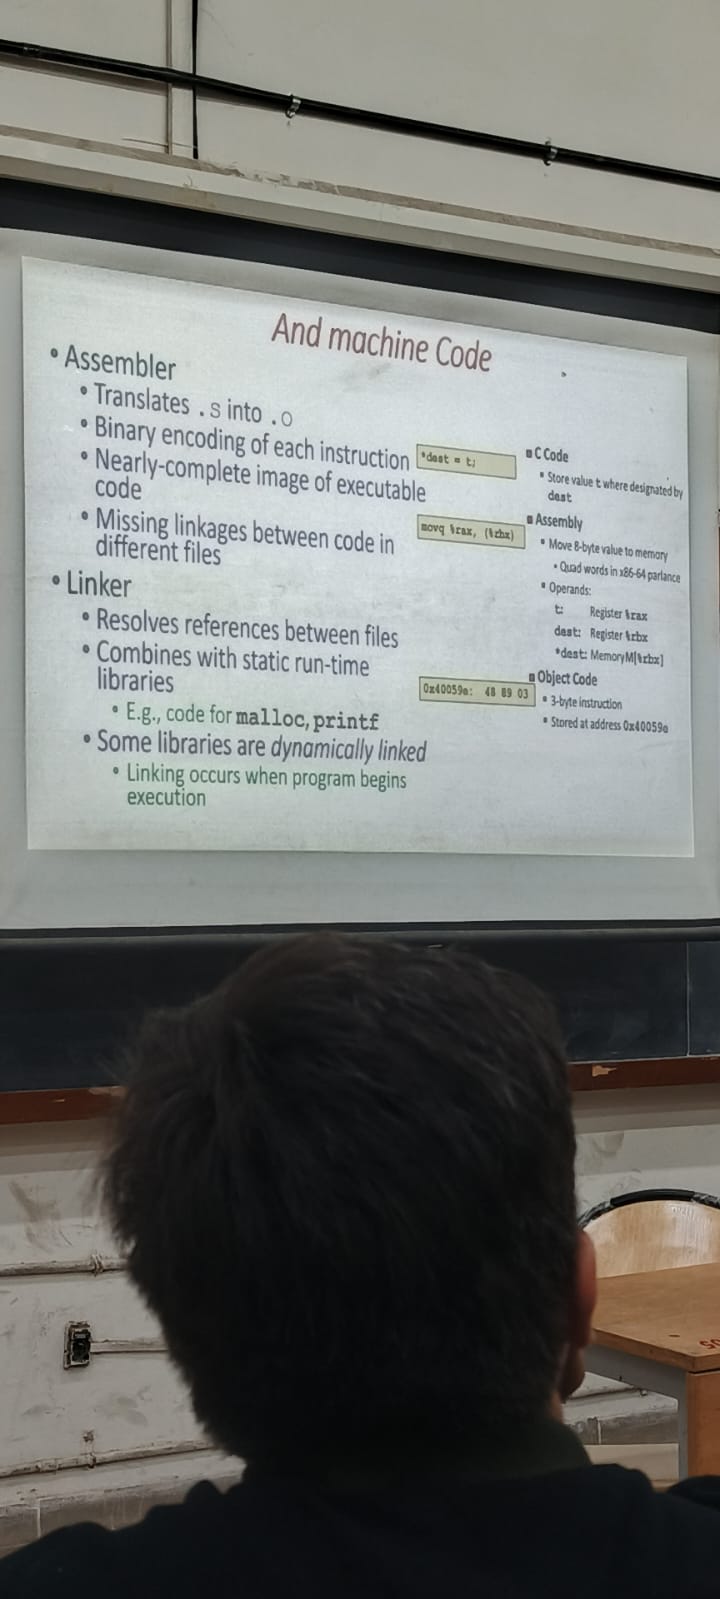 And machine Code
• Assembler
• Translates .s into .o
• Binary encoding of each instruction
• Nearly-complete image of executable
code
• Missing linkages between code in
different files
• Linker
• Resolves references between files
• Combines with static run-time
libraries
• E.g., code for malloc, printf
• Some libraries are dynamically linked
• Linking occurs when program begins
execution
*dest = t;
movq %rax, (%rbx)
0x40059e: 48 89 03
■ C Code
• Store value t where designated by
dest
■ Assembly
• Move 8-byte value to memory
• Quad words in x86-64 parlance
• Operands:
t: Register %rax
dest: Register %rbx
*dest: Memory M[%rbx]
■ Object Code
• 3-byte instruction
• Stored at address 0x40059e